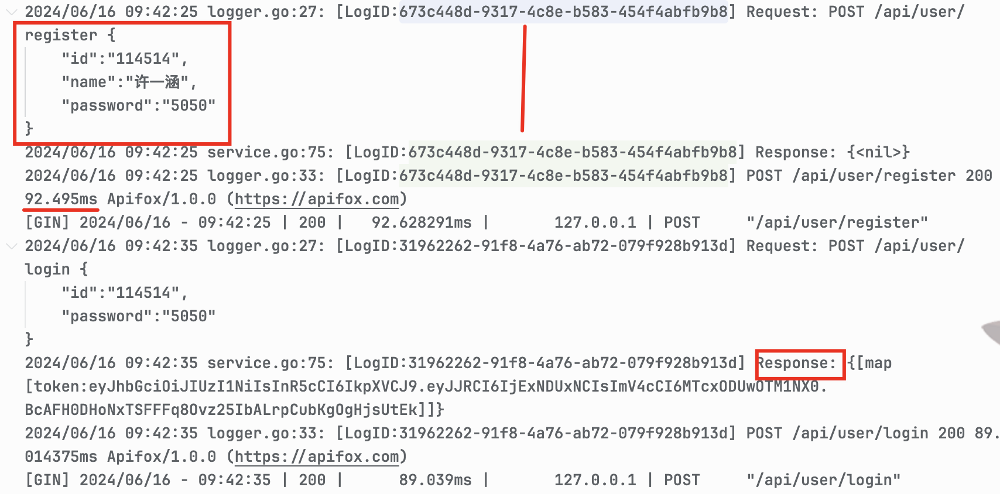 2024/06/16 09:42:25 logger.go:27: [LogID:673c448d-9317-4c8e-b583-454f4abfb9b8] Request: POST /api/user/
register {
"id":"114514",
"name":"许一涵",
"password":"5050"
}
2024/06/16 09:42:25 service.go:75: [LogID:673c448d-9317-4c8e-b583-454f4abfb9b8] Response: {<nil>}
2024/06/16 09:42:25 logger.go:33: [LogID:673c448d-9317-4c8e-b583-454f4abfb9b8] POST /api/user/register 200
92.495ms Apifox/1.0.0 (https://apifox.com)
[GIN] 2024/06/16 - 09:42:25 | 200 | 92.628291ms | 127.0.0.1 | POST "/api/user/register"
2024/06/16 09:42:35 logger.go:27: [LogID:31962262-91f8-4a76-ab72-079f928b913d] Request: POST /api/user/
login {
"id":"114514",
"password":"5050"
}
2024/06/16 09:42:35 service.go:75: [LogID:31962262-91f8-4a76-ab72-079f928b913d] Response: {[map
[token:eyJhbGciOiJIUzI1NiIsInR5cCI6IkpXVCJ9.eyJJRCI6IjExNDUxNCIsImV4cCI6MTcxODUwOTM1NX0.
BcAFH0DHoNxTSFFFq8Ovz25IbALrpCubKgOgHjsUtEk]]}
2024/06/16 09:42:35 logger.go:33: [LogID:31962262-91f8-4a76-ab72-079f928b913d] POST /api/user/login 200 89.
014375ms Apifox/1.0.0 (https://apifox.com)
[GIN] 2024/06/16 - 09:42:35 | 200 | 89.039ms | 127.0.0.1 | POST "/api/user/login"